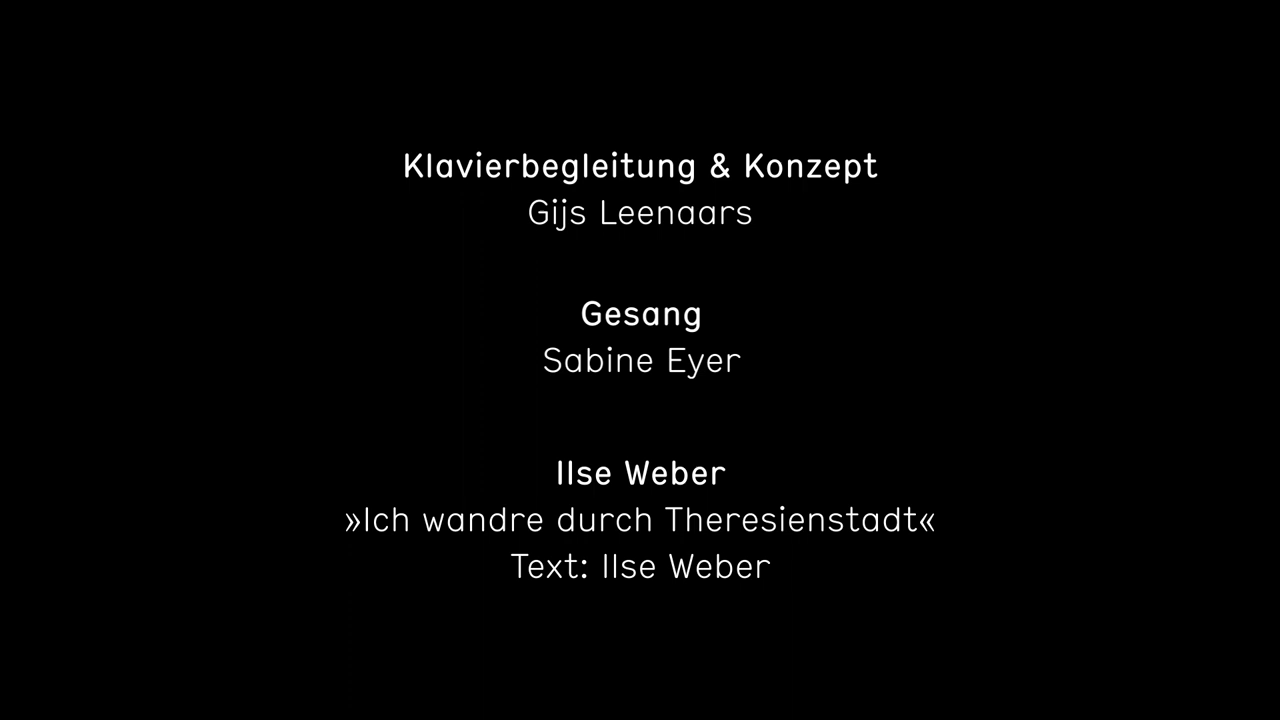 Klavierbegleitung & Konzept
Gijs Leenaars
Gesang
Sabine Eyer
Ilse Weber
»Ich wandre durch Theresienstadt«
Text: Ilse Weber